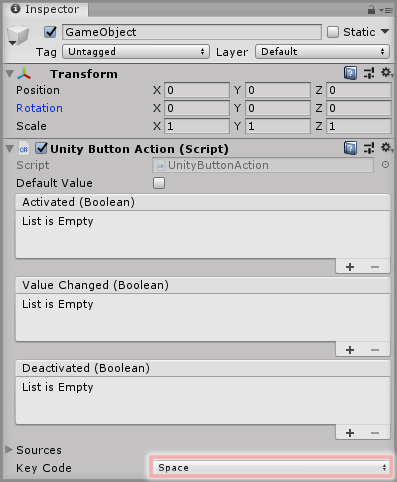 Inspector
GameObject Static
Tag Untagged Layer Default
Transform
Position X 0 Y 0 Z 0
Rotation X 0 Y 0 Z 0
Scale X 1 Y 1 Z 1
Unity Button Action (Script)
Script UnityButtonAction
Default Value
Activated (Boolean)
List is Empty
+ −
Value Changed (Boolean)
List is Empty
+ −
Deactivated (Boolean)
List is Empty
+ −
Sources
Key Code Space